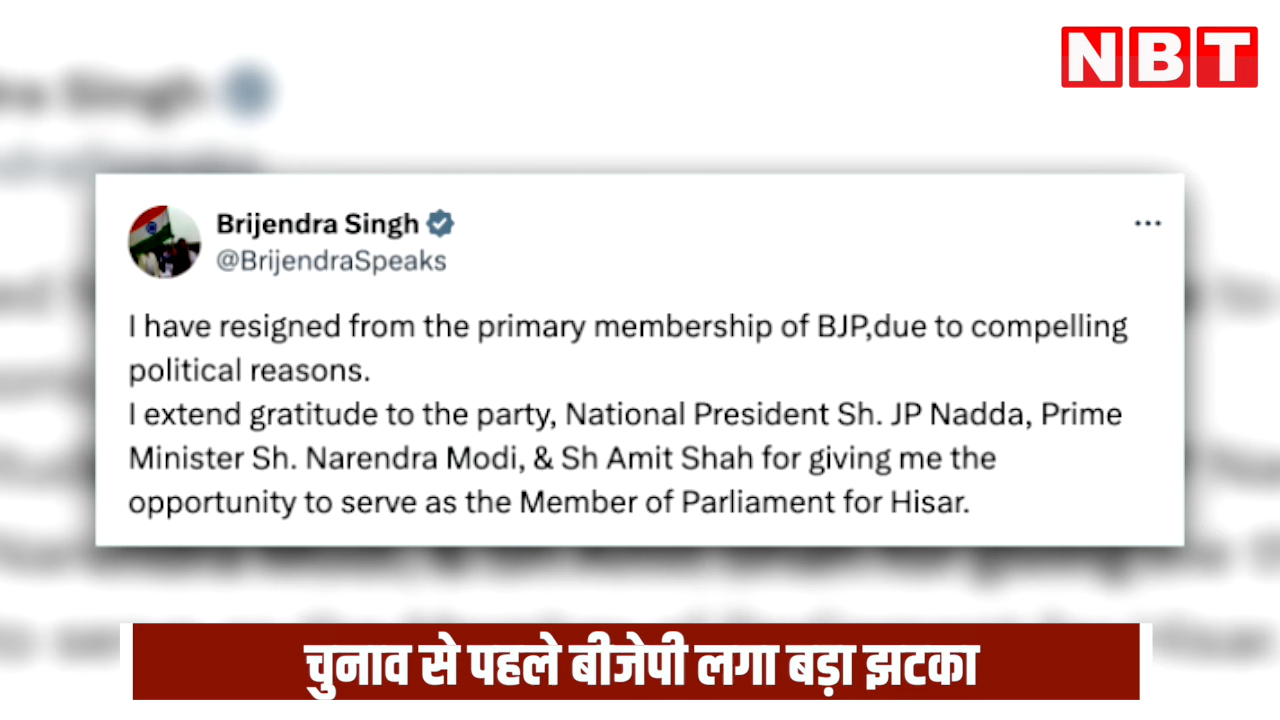 NBT
Brijendra Singh
@BrijendraSpeaks
I have resigned from the primary membership of BJP,due to compelling
political reasons.
I extend gratitude to the party, National President Sh. JP Nadda, Prime
Minister Sh. Narendra Modi, & Sh Amit Shah for giving me the
opportunity to serve as the Member of Parliament for Hisar.
चुनाव से पहले बीजेपी लगा बड़ा झटका